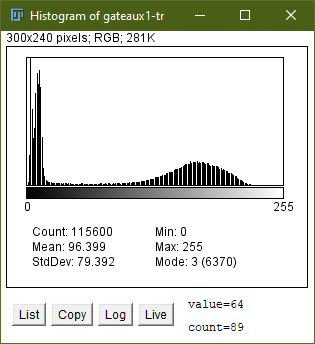 Histogram of gateaux1-tr
300x240 pixels; RGB; 281K
0 255
Count: 115600 Min: 0
Mean: 96.399 Max: 255
StdDev: 79.392 Mode: 3 (6370)
List Copy Log Live
value=64
count=89